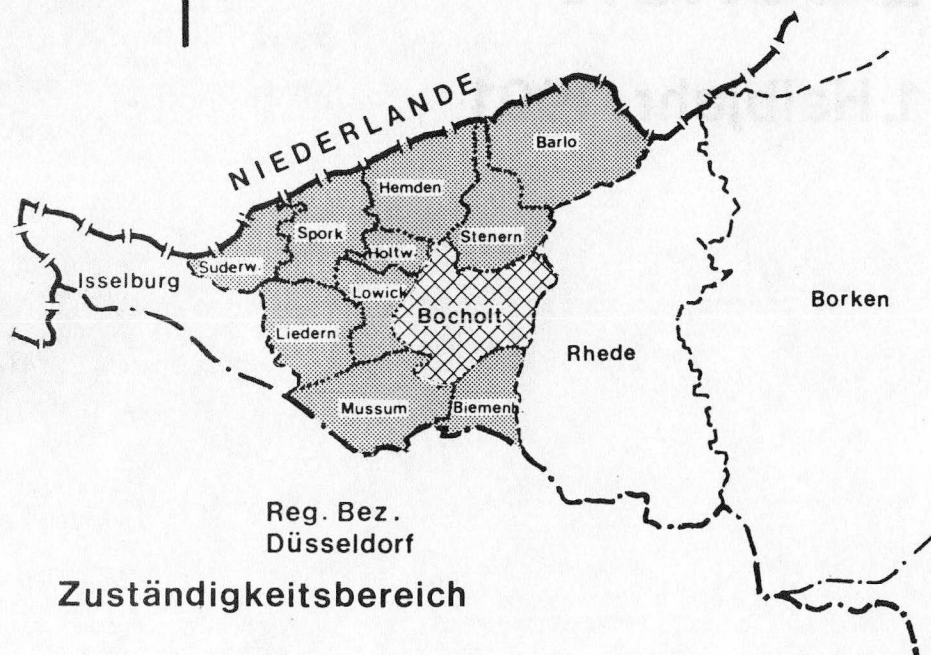 NIEDERLANDE
Barlo
Hemden
Spork
Stenern
Holtw.
Suderw.
Isselburg
Lowick
Borken
Bocholt
Liedern
Rhede
Mussum
Biemenh
Reg. Bez.
Düsseldorf
Zuständigkeitsbereich